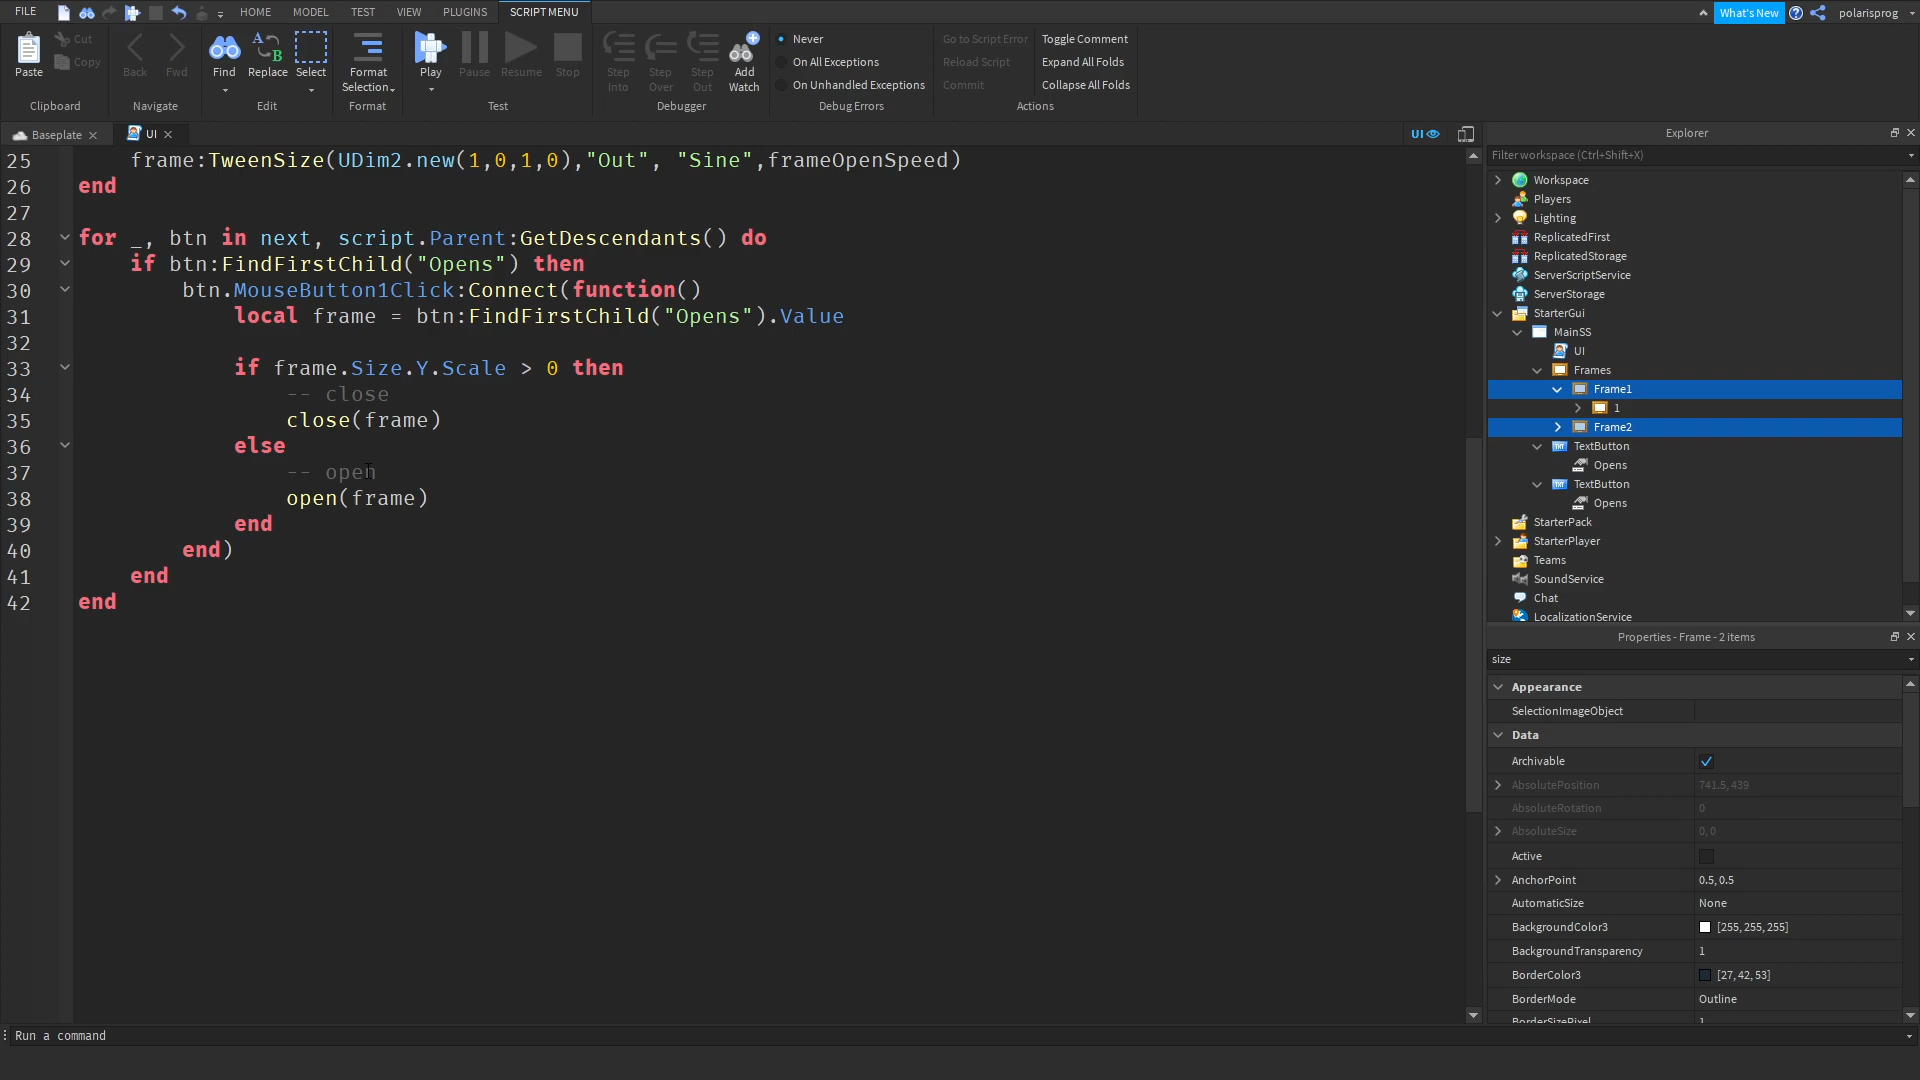 FILE
HOME
MODEL
TEST
VIEW
PLUGINS
SCRIPT MENU
What's New
polarisprog
Paste
Cut
Copy
Clipboard
Back
Fwd
Navigate
Find
Replace
Select
Edit
Format
Selection
Format
Play
Pause
Resume
Stop
Test
Step
Into
Step
Over
Step
Out
Add
Watch
Debugger
Never
On All Exceptions
On Unhandled Exceptions
Debug Errors
Go to Script Error
Reload Script
Commit
Toggle Comment
Expand All Folds
Collapse All Folds
Actions
Baseplate
UI
UI
25 frame:TweenSize(UDim2.new(1,0,1,0),"Out", "Sine",frameOpenSpeed)
26 end
27
28 for _, btn in next, script.Parent:GetDescendants() do
29 if btn:FindFirstChild("Opens") then
30 btn.MouseButton1Click:Connect(function()
31 local frame = btn:FindFirstChild("Opens").Value
32
33 if frame.Size.Y.Scale > 0 then
34 -- close
35 close(frame)
36 else
37 -- open
38 open(frame)
39 end
40 end)
41 end
42 end
Explorer
Filter workspace (Ctrl+Shift+X)
Workspace
Players
Lighting
ReplicatedFirst
ReplicatedStorage
ServerScriptService
ServerStorage
StarterGui
MainSS
UI
Frames
Frame1
1
Frame2
TextButton
Opens
TextButton
Opens
StarterPack
StarterPlayer
Teams
SoundService
Chat
LocalizationService
Properties - Frame - 2 items
size
Appearance
SelectionImageObject
Data
Archivable
AbsolutePosition 741.5, 439
AbsoluteRotation 0
AbsoluteSize 0, 0
Active
AnchorPoint 0.5, 0.5
AutomaticSize None
BackgroundColor3 [255, 255, 255]
BackgroundTransparency 1
BorderColor3 [27, 42, 53]
BorderMode Outline
BorderSizePixel 1
Run a command